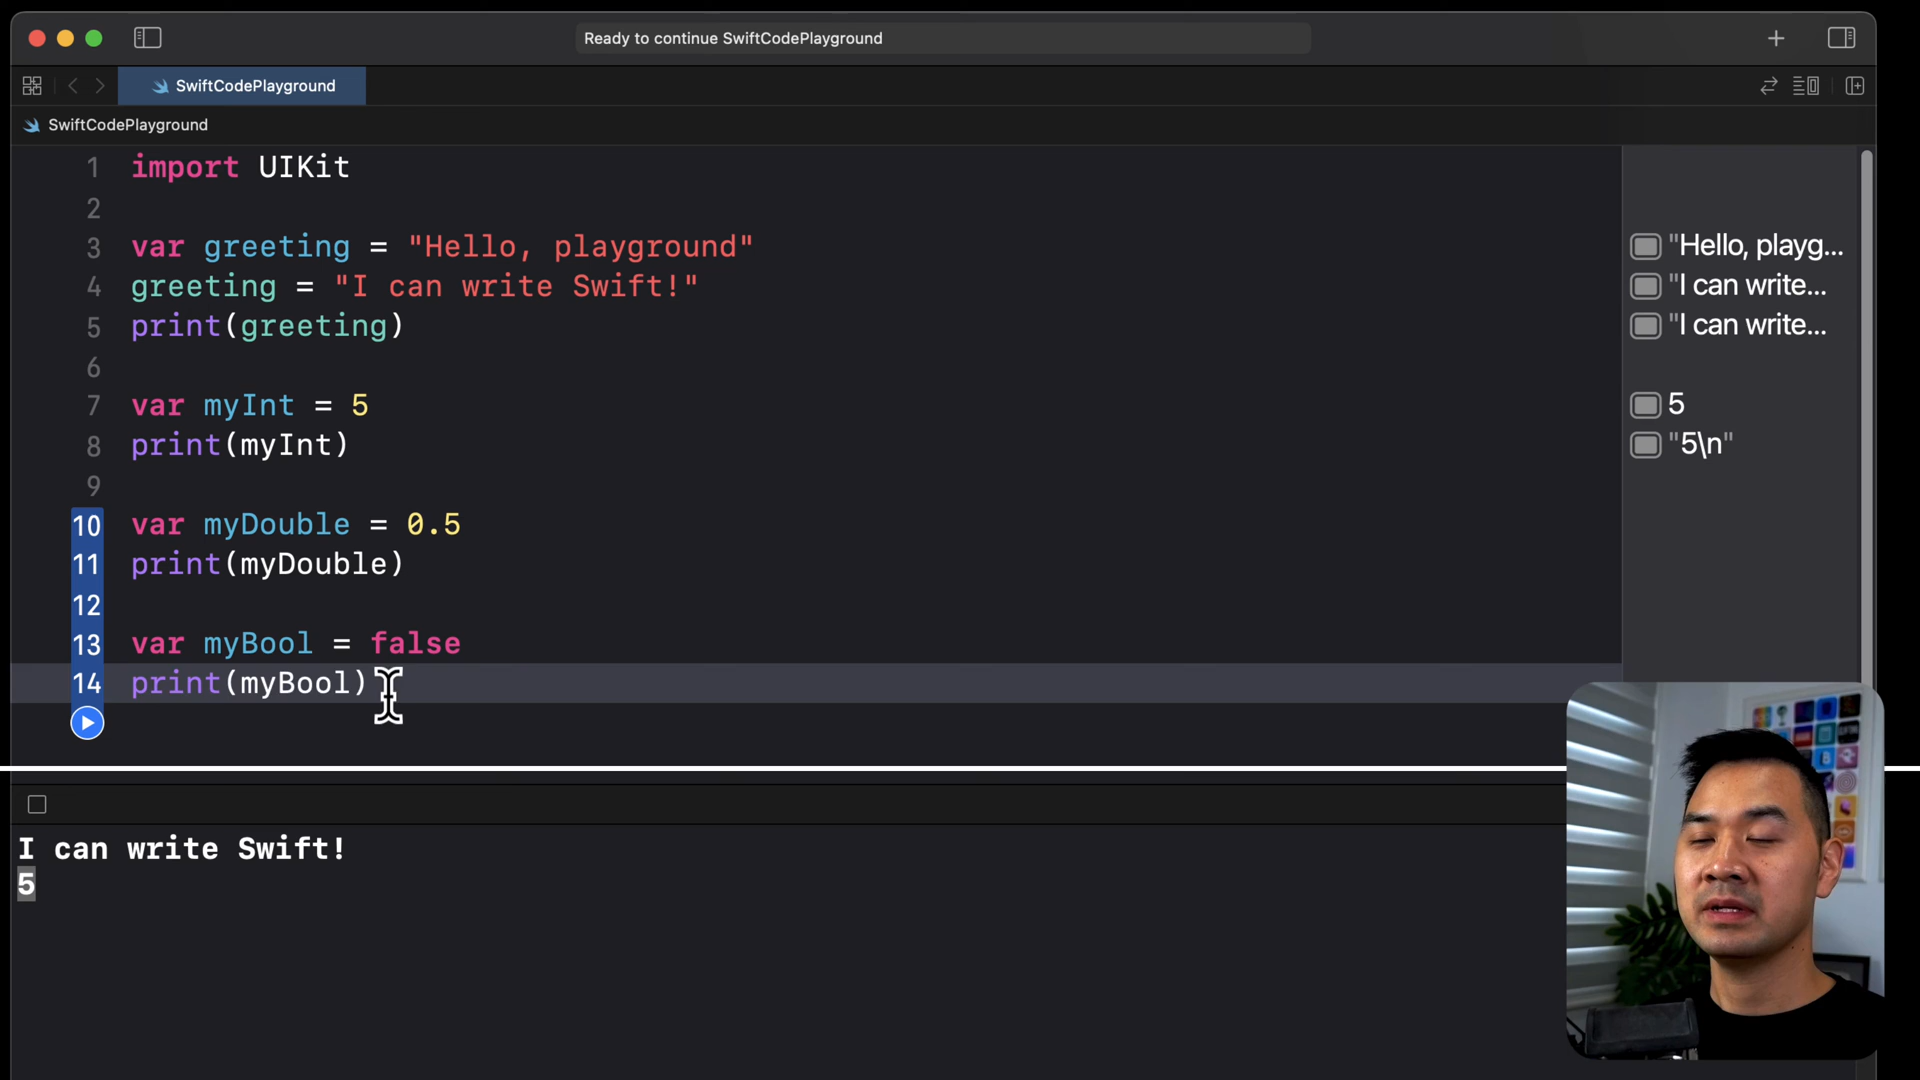 Ready to continue SwiftCodePlayground
SwiftCodePlayground
SwiftCodePlayground
1 import UIKit
2
3 var greeting = "Hello, playground"
"Hello, playg...
4 greeting = "I can write Swift!"
"I can write...
5 print(greeting)
"I can write...
6
7 var myInt = 5
5
8 print(myInt)
"5\n"
9
10 var myDouble = 0.5
11 print(myDouble)
12
13 var myBool = false
14 print(myBool)
I can write Swift!
5